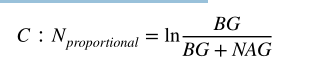 C : N_proportional = ln BG / (BG + NAG)